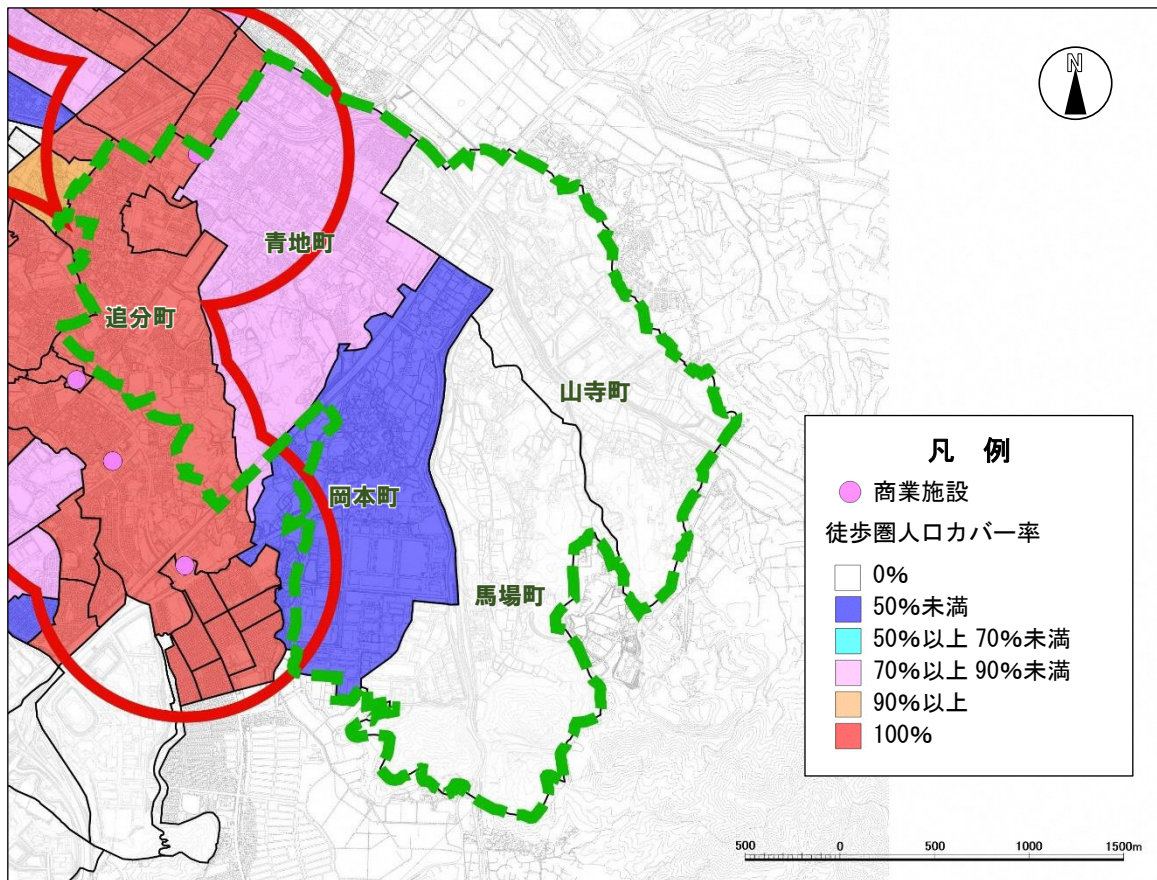 N
青地町
追分町
山寺町
岡本町
馬場町
凡 例
商業施設
徒歩圏人口カバー率
0%
50%未満
50%以上 70%未満
70%以上 90%未満
90%以上
100%
500 0 500 1000 1500m